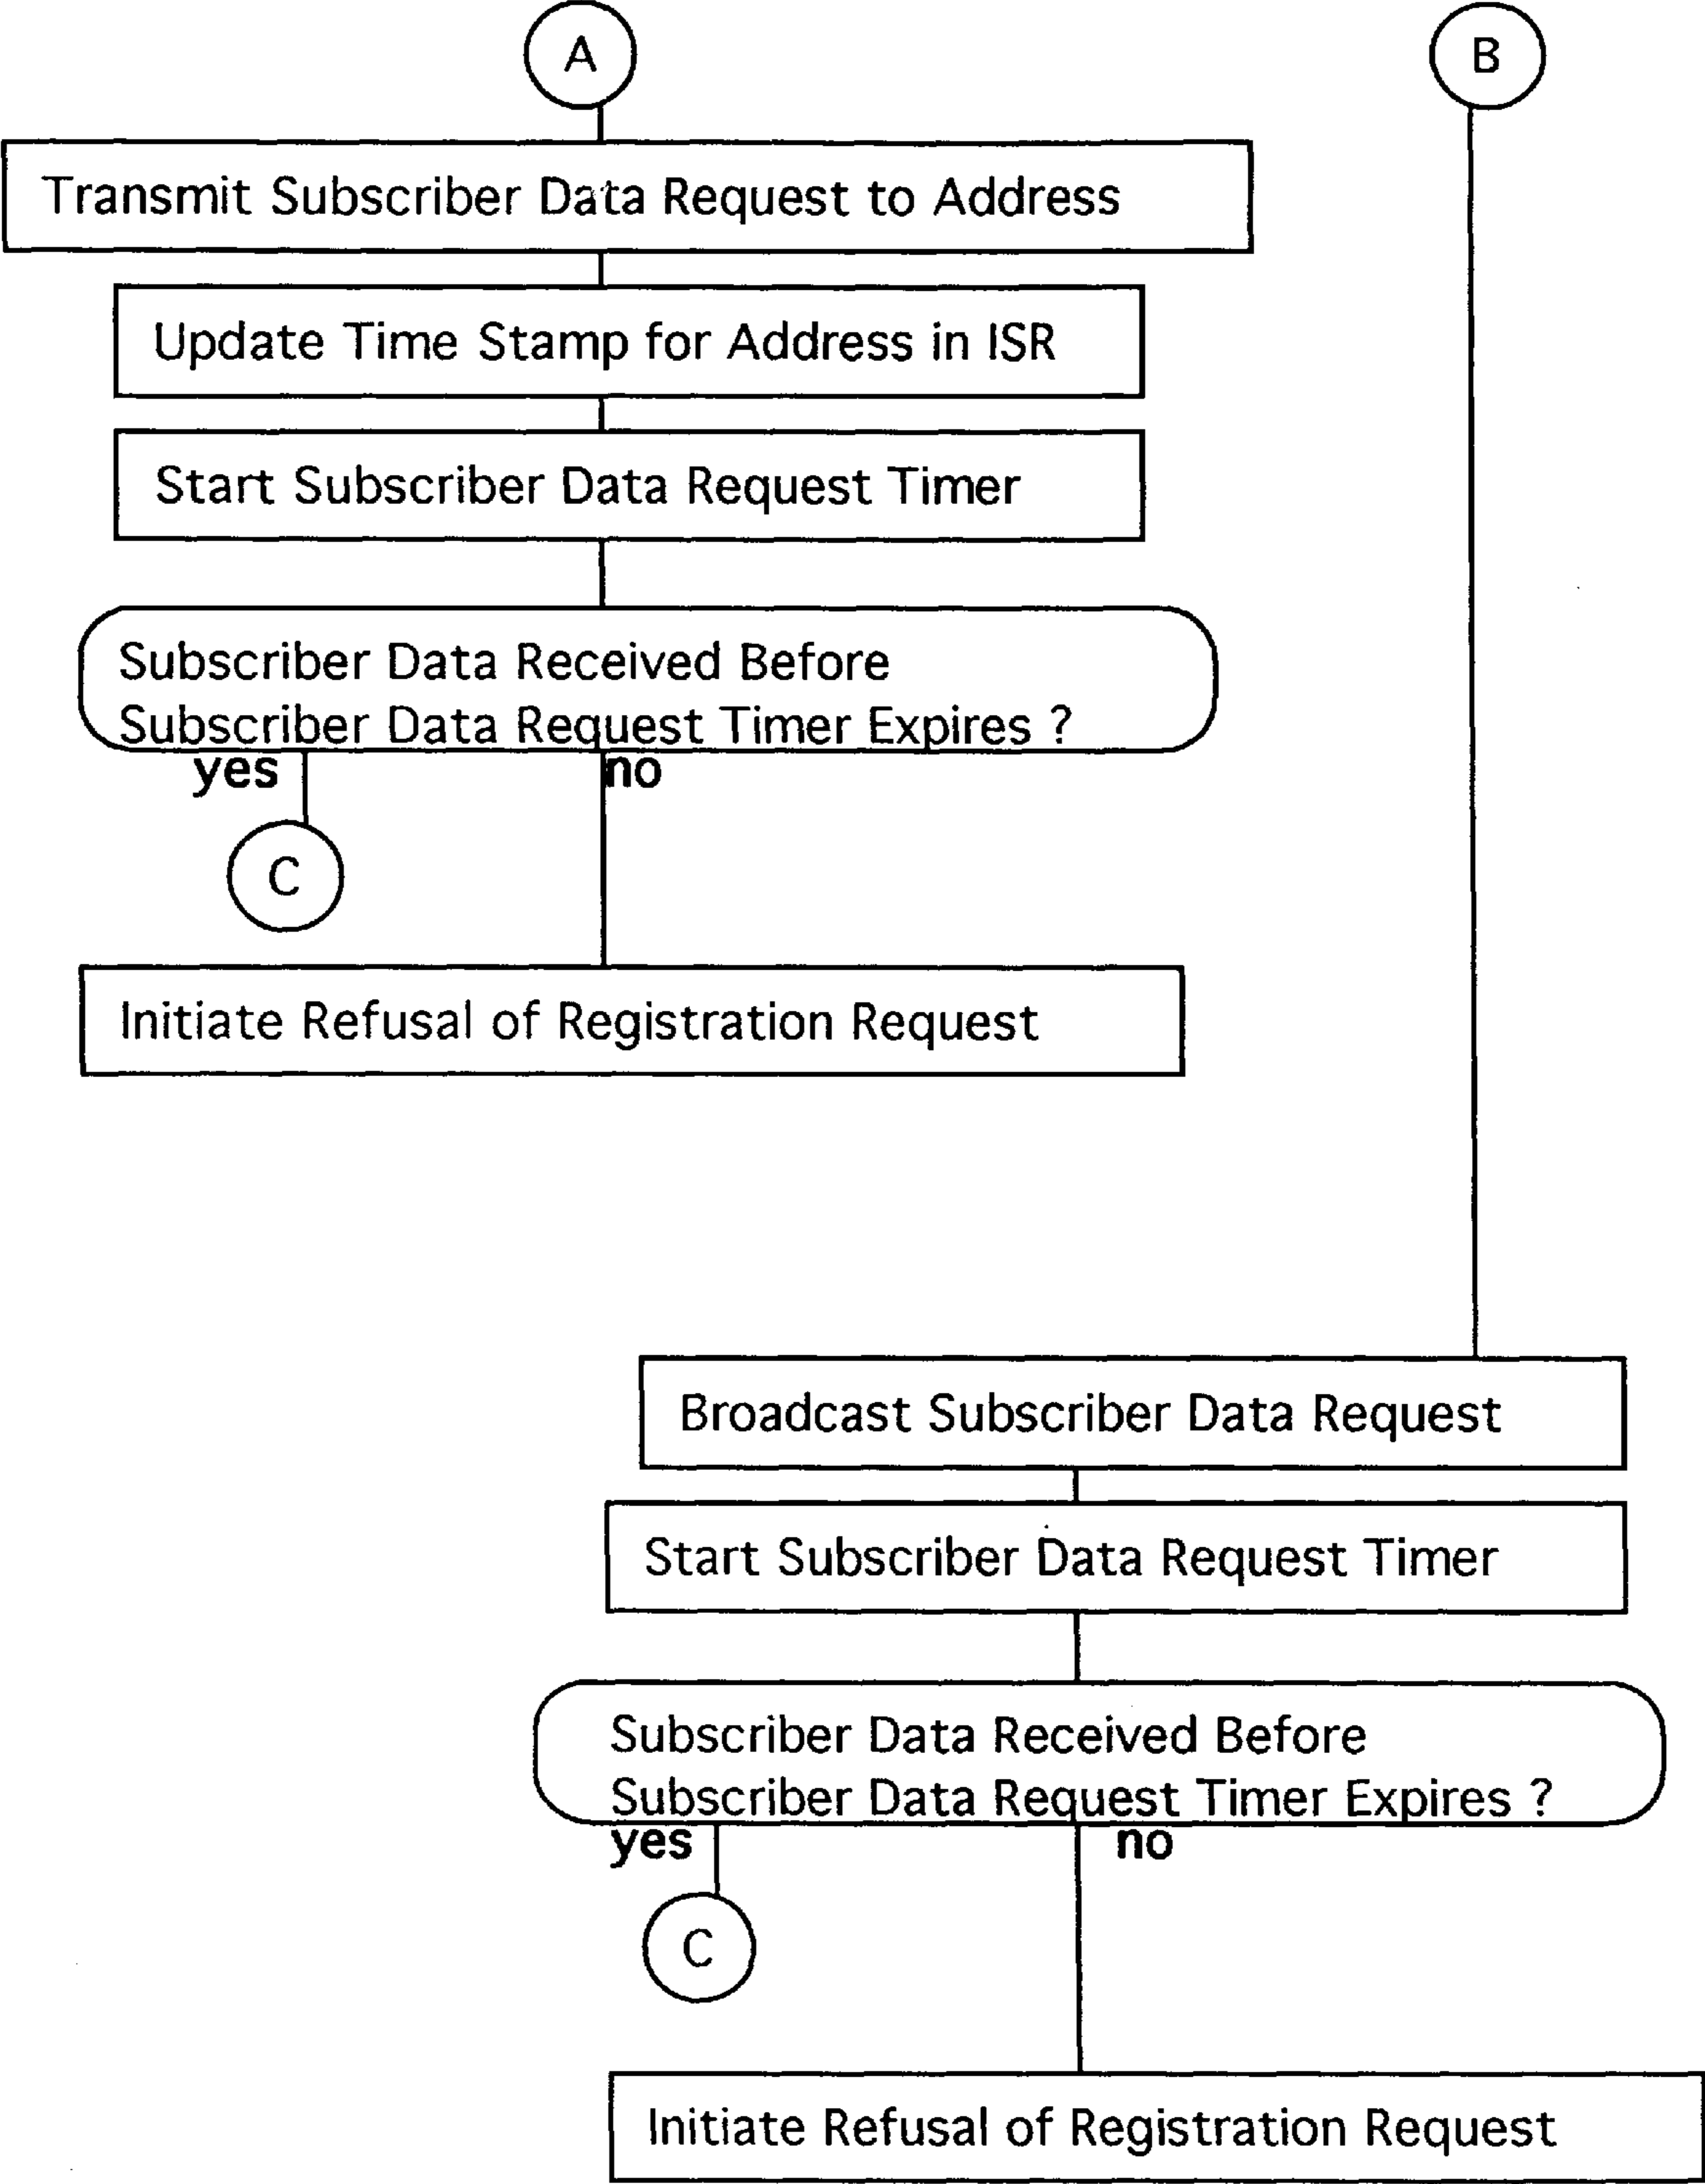 A
B
Transmit Subscriber Data Request to Address
Update Time Stamp for Address in ISR
Start Subscriber Data Request Timer
Subscriber Data Received Before
Subscriber Data Request Timer Expires ?
yes
no
C
Initiate Refusal of Registration Request
Broadcast Subscriber Data Request
Start Subscriber Data Request Timer
Subscriber Data Received Before
Subscriber Data Request Timer Expires ?
yes
no
C
Initiate Refusal of Registration Request